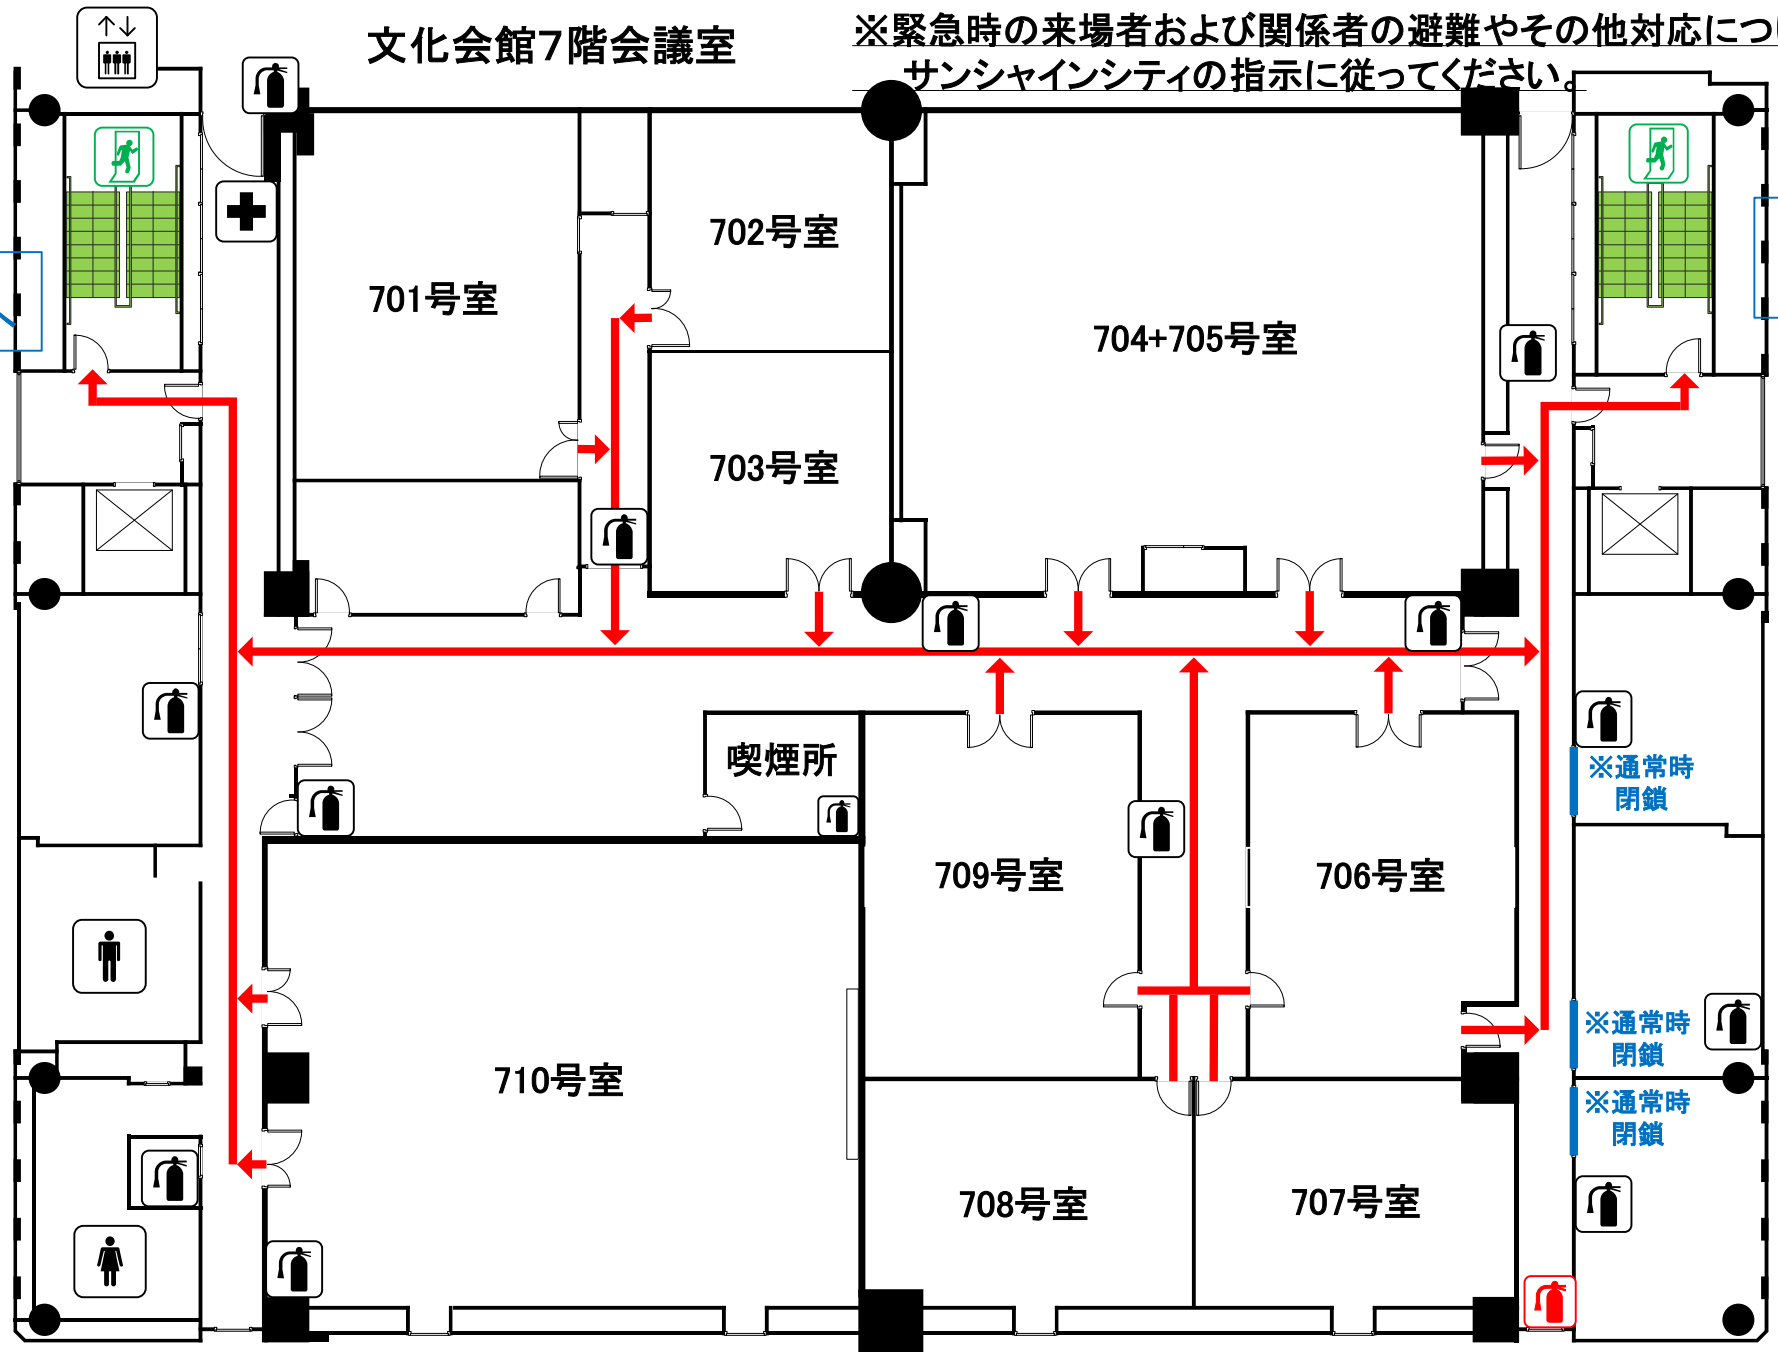 文化会館7階会議室
※緊急時の来場者および関係者の避難やその他対応につ
サンシャインシティの指示に従ってください。
702号室
701号室
704+705号室
703号室
喫煙所
※通常時
閉鎖
709号室
706号室
※通常時
閉鎖
710号室
※通常時
閉鎖
708号室
707号室